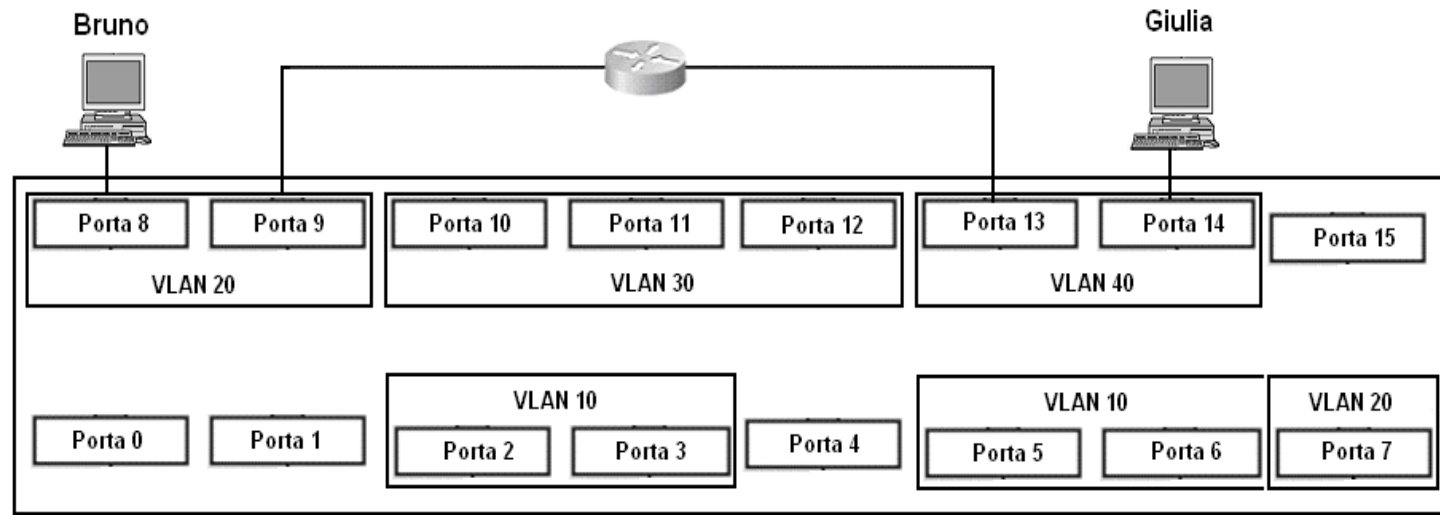 Bruno
Giulia
Porta 8
Porta 9
Porta 10
Porta 11
Porta 12
Porta 13
Porta 14
Porta 15
VLAN 20
VLAN 30
VLAN 40
VLAN 10
VLAN 10
VLAN 20
Porta 0
Porta 1
Porta 2
Porta 3
Porta 4
Porta 5
Porta 6
Porta 7